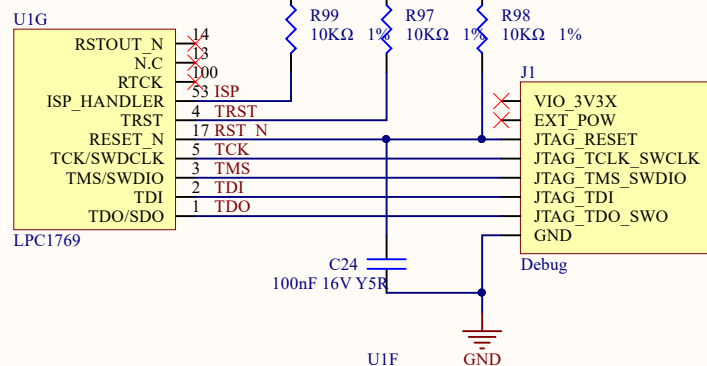 R99
10KΩ 1%
R97
10KΩ 1%
R98
10KΩ 1%
U1G
RSTOUT_N 14
N.C 13
RTCK 100
ISP_HANDLER 53 ISP
TRST 4 TRST
RESET_N 17 RST_N
TCK/SWDCLK 5 TCK
TMS/SWDIO 3 TMS
TDI 2 TDI
TDO/SDO 1 TDO
LPC1769
J1
VIO_3V3X
EXT_POW
JTAG_RESET
JTAG_TCLK_SWCLK
JTAG_TMS_SWDIO
JTAG_TDI
JTAG_TDO_SWO
GND
Debug
C24
100nF 16V Y5R
U1F
GND